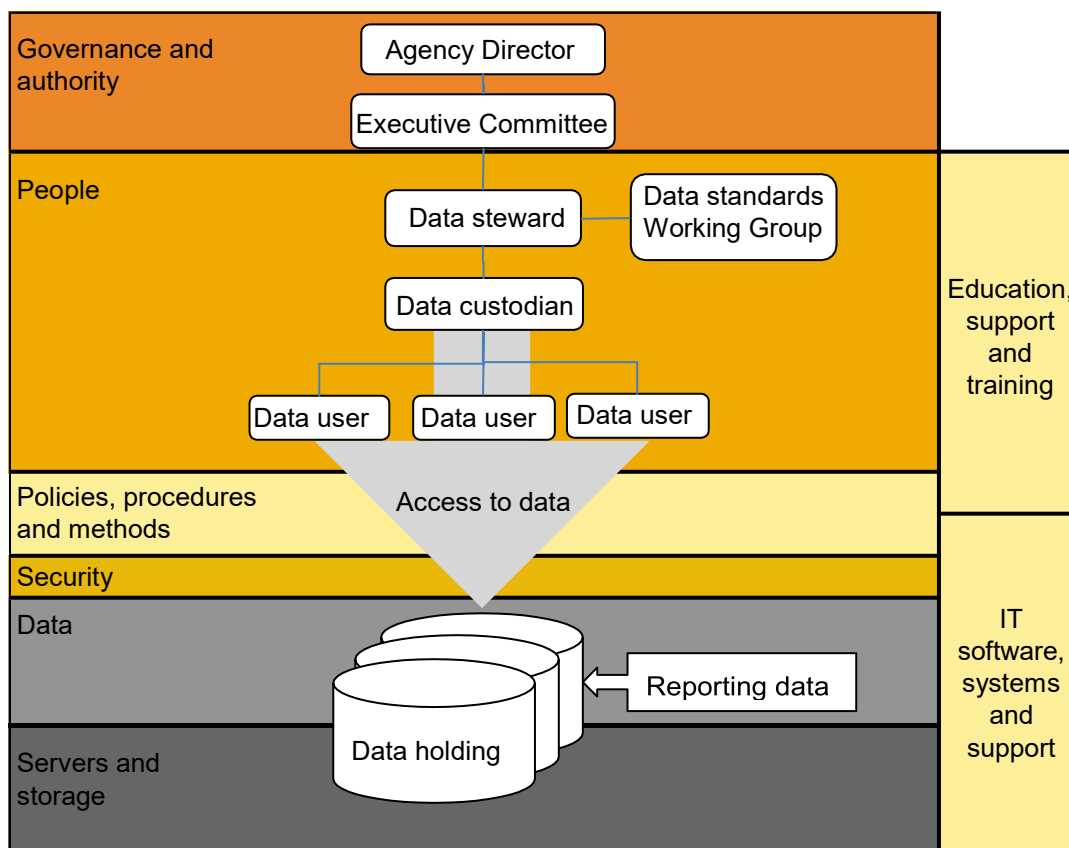 Governance and
authority
Agency Director
Executive Committee
People
Data steward
Data standards
Working Group
Data custodian
Data user
Data user
Data user
Education,
support
and
training
Policies, procedures
and methods
Access to data
Security
Data
Reporting data
Data holding
Servers and
storage
IT
software,
systems
and
support